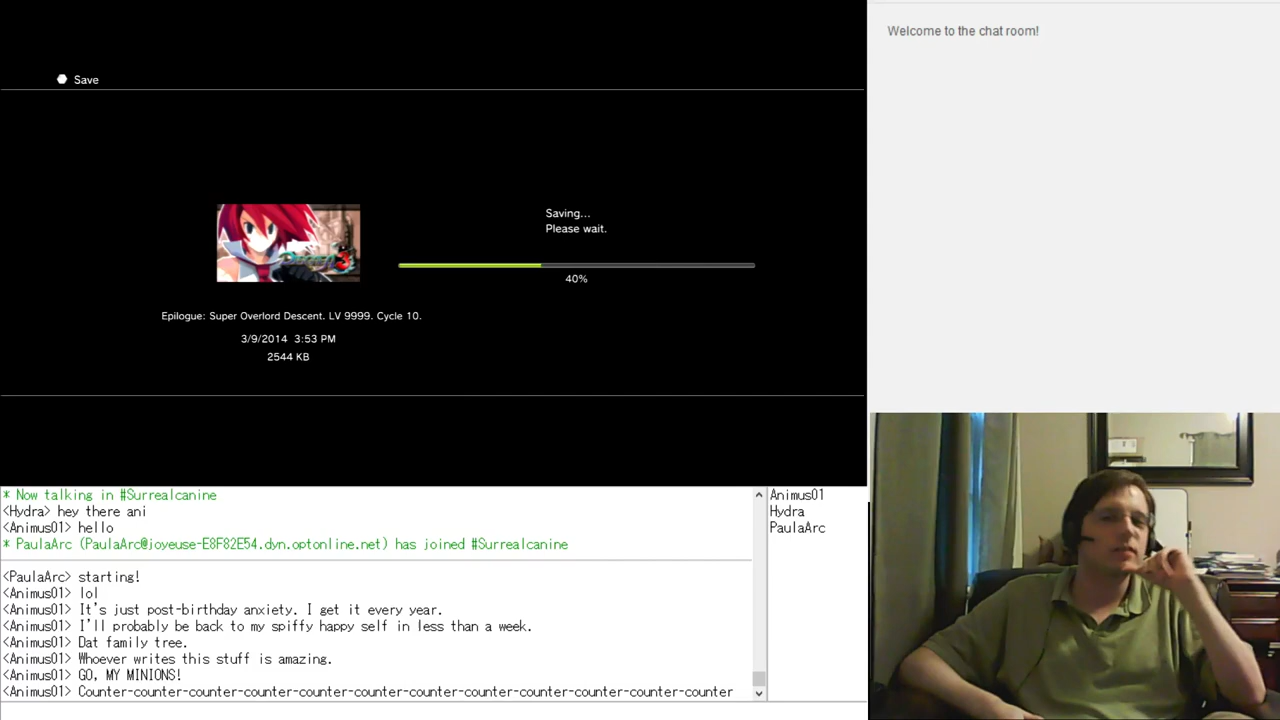 Welcome to the chat room!
Save
Saving...
Please wait.
40%
Epilogue: Super Overlord Descent. LV 9999. Cycle 10.
3/9/2014 3:53 PM
2544 KB
* Now talking in #Surrealcanine
<Hydra> hey there ani
<Animus01> hello
* PaulaArc (PaulaArc@joyeuse-E8F82E54.dyn.optonline.net) has joined #Surrealcanine
<PaulaArc> starting!
<Animus01> lol
<Animus01> It's just post-birthday anxiety. I get it every year.
<Animus01> I'll probably be back to my spiffy happy self in less than a week.
<Animus01> Dat family tree.
<Animus01> Whoever writes this stuff is amazing.
<Animus01> GO, MY MINIONS!
<Animus01> Counter-counter-counter-counter-counter-counter-counter-counter-counter-counter-counter-counter
Animus01
Hydra
PaulaArc